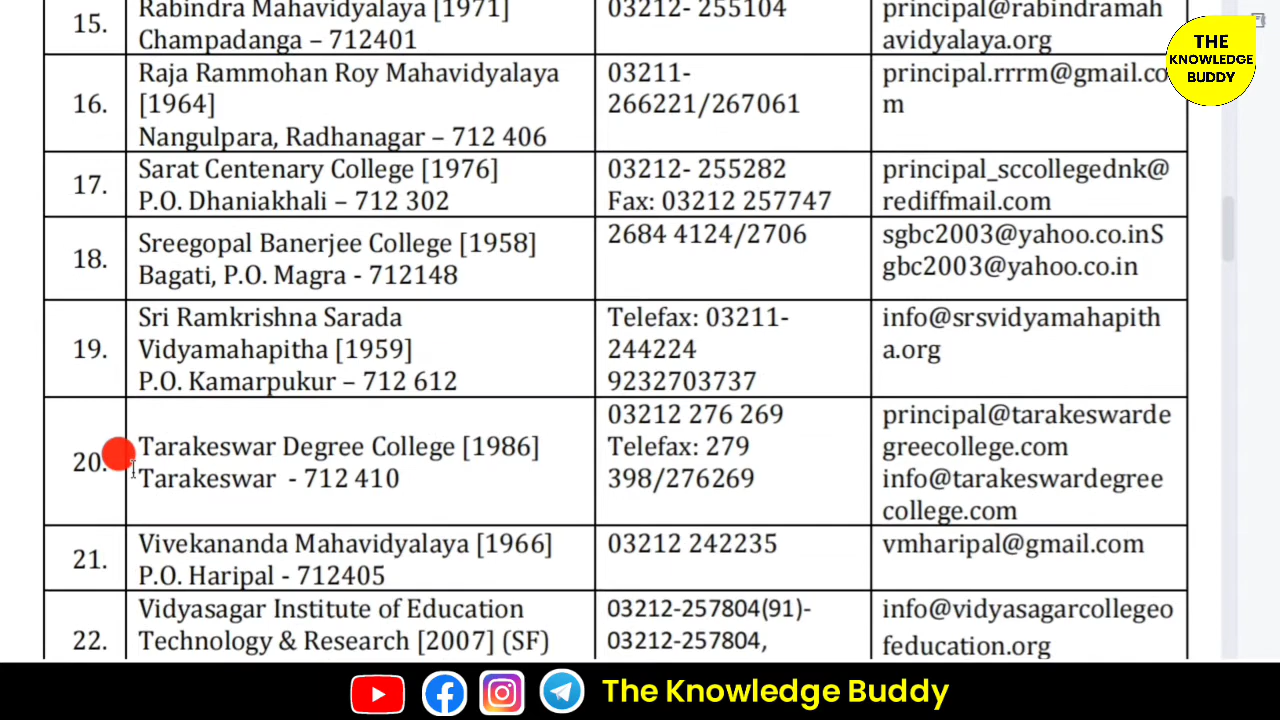 15.
Rabindra Mahavidyalaya [1971]
Champadanga – 712401
03212- 255104
principal@rabindramah
avidyalaya.org
16.
Raja Rammohan Roy Mahavidyalaya
[1964]
Nangulpara, Radhanagar – 712 406
03211-
266221/267061
principal.rrrm@gmail.co
m
17.
Sarat Centenary College [1976]
P.O. Dhaniakhali – 712 302
03212- 255282
Fax: 03212 257747
principal_sccollegednk@
rediffmail.com
18.
Sreegopal Banerjee College [1958]
Bagati, P.O. Magra - 712148
2684 4124/2706
sgbc2003@yahoo.co.inS
gbc2003@yahoo.co.in
19.
Sri Ramkrishna Sarada
Vidyamahapitha [1959]
P.O. Kamarpukur – 712 612
Telefax: 03211-
244224
9232703737
info@srsvidyamahapith
a.org
20.
Tarakeswar Degree College [1986]
Tarakeswar - 712 410
03212 276 269
Telefax: 279
398/276269
principal@tarakeswarde
greecollege.com
info@tarakeswardegree
college.com
21.
Vivekananda Mahavidyalaya [1966]
P.O. Haripal - 712405
03212 242235
vmharipal@gmail.com
22.
Vidyasagar Institute of Education
Technology & Research [2007] (SF)
03212-257804(91)-
03212-257804,
info@vidyasagarcollegeo
feducation.org
THE
KNOWLEDGE
BUDDY
The Knowledge Buddy